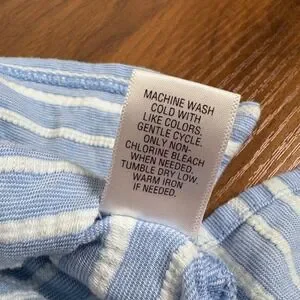 MACHINE WASH
COLD WITH
LIKE COLORS.
GENTLE CYCLE.
ONLY NON-
CHLORINE BLEACH
WHEN NEEDED.
TUMBLE DRY LOW.
WARM IRON
IF NEEDED.